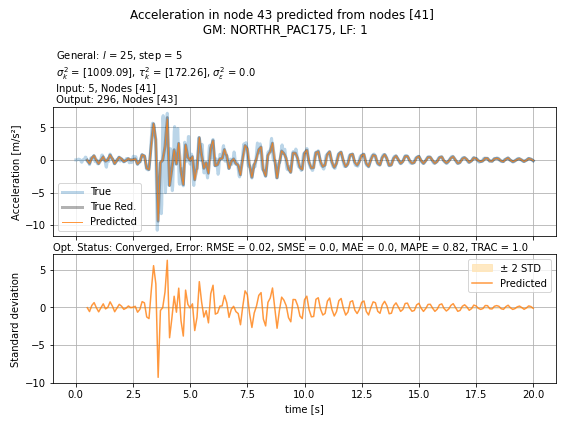 Acceleration in node 43 predicted from nodes [41]
GM: NORTHR_PAC175, LF: 1
General: l = 25, step = 5
σ²ₖ = [1009.09], τ²ₖ = [172.26], σ²ε = 0.0
Input: 5, Nodes [41]
Output: 296, Nodes [43]
Acceleration [m/s²]
5
0
−5
−10
True
True Red.
Predicted
Opt. Status: Converged, Error: RMSE = 0.02, SMSE = 0.0, MAE = 0.0, MAPE = 0.82, TRAC = 1.0
Standard deviation
5
0
−5
−10
± 2 STD
Predicted
0.0 2.5 5.0 7.5 10.0 12.5 15.0 17.5 20.0
time [s]